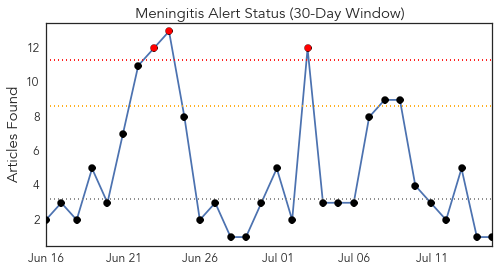 Meningitis Alert Status (30-Day Window)
Articles Found
12
10
8
6
4
2
Jun 16 Jun 21 Jun 26 Jul 01 Jul 06 Jul 11